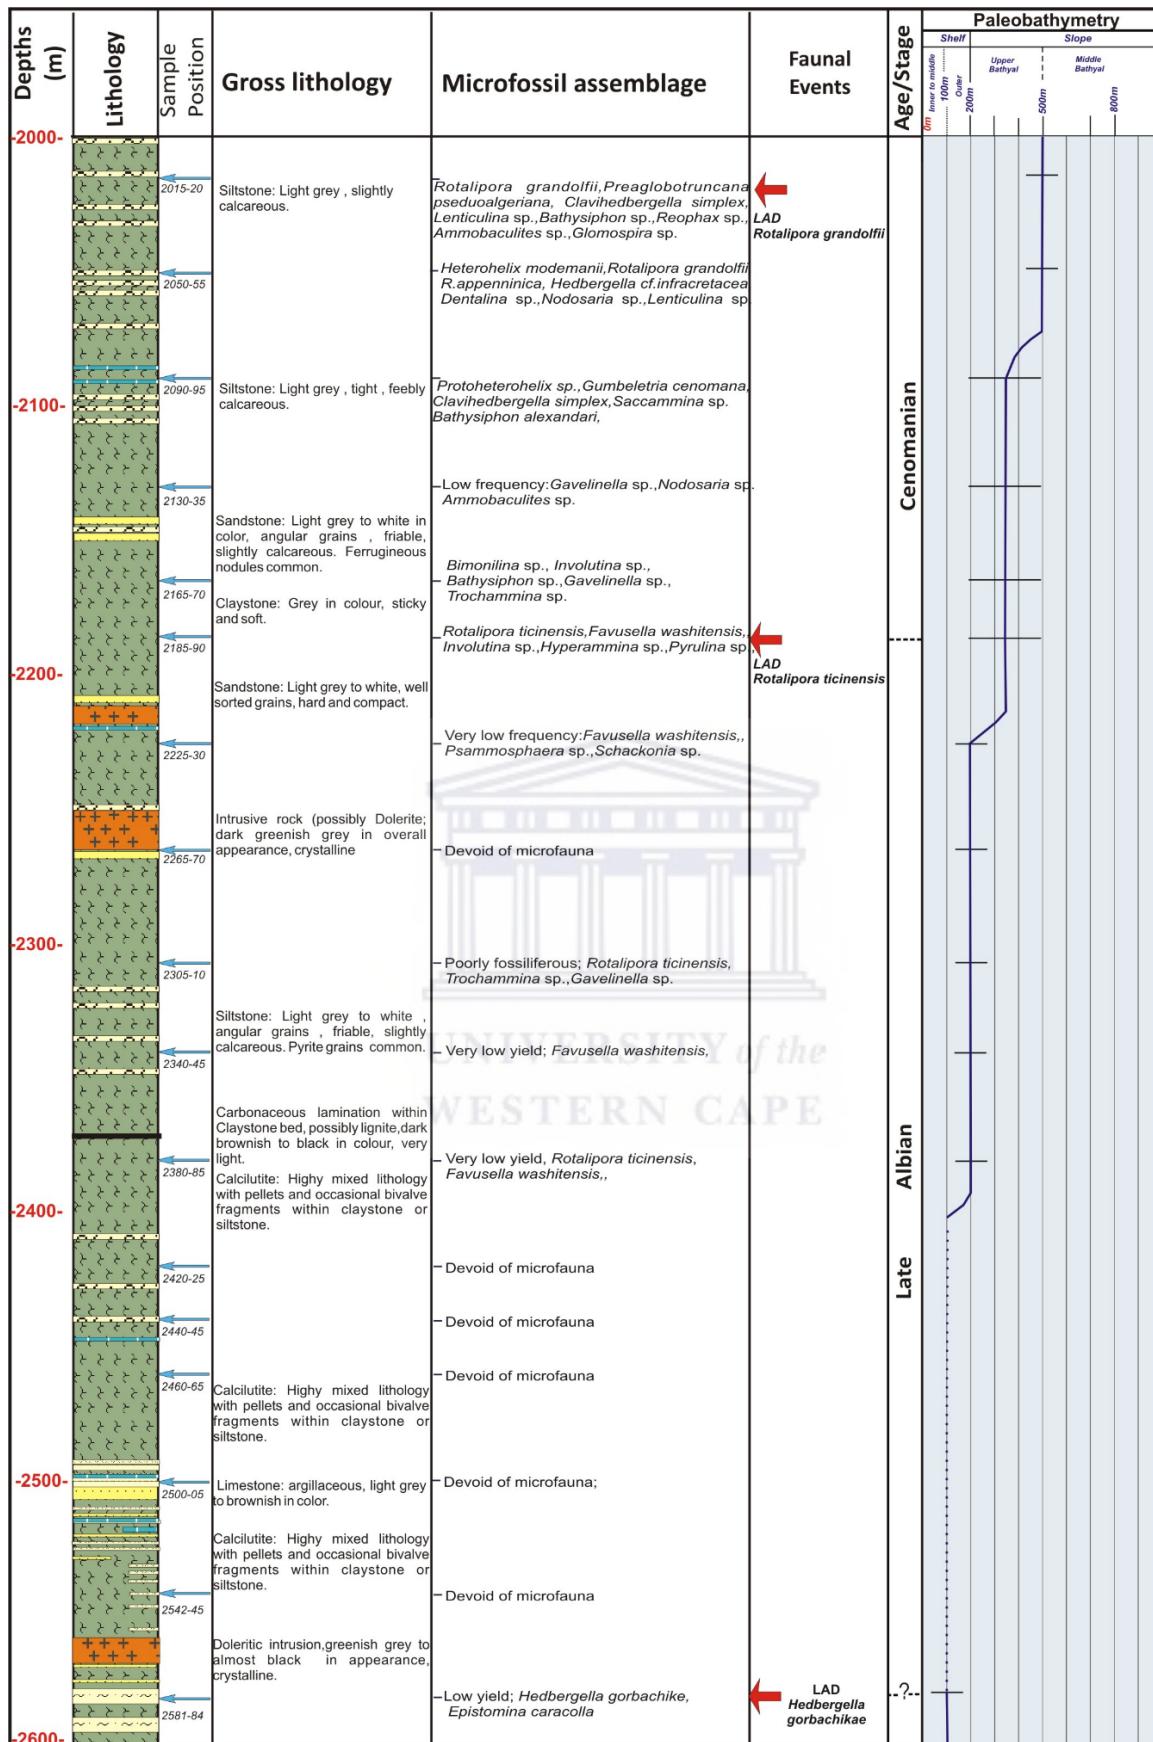 Depths (m)
Lithology
Sample Position
Gross lithology
Microfossil assemblage
Faunal Events
Age/Stage
Paleobathymetry
Shelf
Slope
Inner to middle
Outer
Upper Bathyal
Middle Bathyal
0m
100m
200m
500m
800m
-2000-
2015-20
Siltstone: Light grey , slightly
calcareous.
Rotalipora grandolfii,Preaglobotruncana
pseduoalgeriana, Clavihedbergella simplex,
Lenticulina sp.,Bathysiphon sp.,Reophax sp.,
Ammobaculites sp.,Glomospira sp.
LAD
Rotalipora grandolfii
2050-55
Heterohelix modemanii,Rotalipora grandolfii
R.appenninica, Hedbergella cf.infracretacea
Dentalina sp.,Nodosaria sp.,Lenticulina sp.
2090-95
Siltstone: Light grey , tight , feebly
calcareous.
Protoheterohelix sp.,Gumbeletria cenomana,
Clavihedbergella simplex,Saccammina sp.
Bathysiphon alexandari,
-2100-
Cenomanian
2130-35
Low frequency:Gavelinella sp.,Nodosaria sp.
Ammobaculites sp.
Sandstone: Light grey to white in
color, angular grains , friable,
slightly calcareous. Ferrugineous
nodules common.
2165-70
Bimonilina sp., Involutina sp.,
Bathysiphon sp.,Gavelinella sp.,
Trochammina sp.
Claystone: Grey in colour, sticky
and soft.
2185-90
Rotalipora ticinensis,Favusella washitensis,,
Involutina sp.,Hyperammina sp.,Pyrulina sp.,
LAD
Rotalipora ticinensis
-2200-
Sandstone: Light grey to white, well
sorted grains, hard and compact.
2225-30
Very low frequency:Favusella washitensis,,
Psammosphaera sp.,Schackonia sp.
Intrusive rock (possibly Dolerite;
dark greenish grey in overall
appearance, crystalline
2265-70
Devoid of microfauna
-2300-
2305-10
Poorly fossiliferous; Rotalipora ticinensis,
Trochammina sp.,Gavelinella sp.
Siltstone: Light grey to white ,
angular grains , friable, slightly
calcareous. Pyrite grains common.
2340-45
Very low yield; Favusella washitensis,
UNIVERSITY of the
WESTERN CAPE
Carbonaceous lamination within
Claystone bed, possibly lignite,dark
brownish to black in colour, very
light.
2380-85
Very low yield, Rotalipora ticinensis,
Favusella washitensis,,
Calcilutite: Highy mixed lithology
with pellets and occasional bivalve
fragments within claystone or
siltstone.
-2400-
Late Albian
2420-25
Devoid of microfauna
2440-45
Devoid of microfauna
2460-65
Devoid of microfauna
Calcilutite: Highy mixed lithology
with pellets and occasional bivalve
fragments within claystone or
siltstone.
-2500-
2500-05
Limestone: argillaceous, light grey
to brownish in color.
Devoid of microfauna;
Calcilutite: Highy mixed lithology
with pellets and occasional bivalve
fragments within claystone or
siltstone.
2542-45
Devoid of microfauna
Doleritic intrusion,greenish grey to
almost black in appearance,
crystalline.
2581-84
Low yield; Hedbergella gorbachike,
Epistomina caracolla
LAD
Hedbergella
gorbachikae
?
-2600-